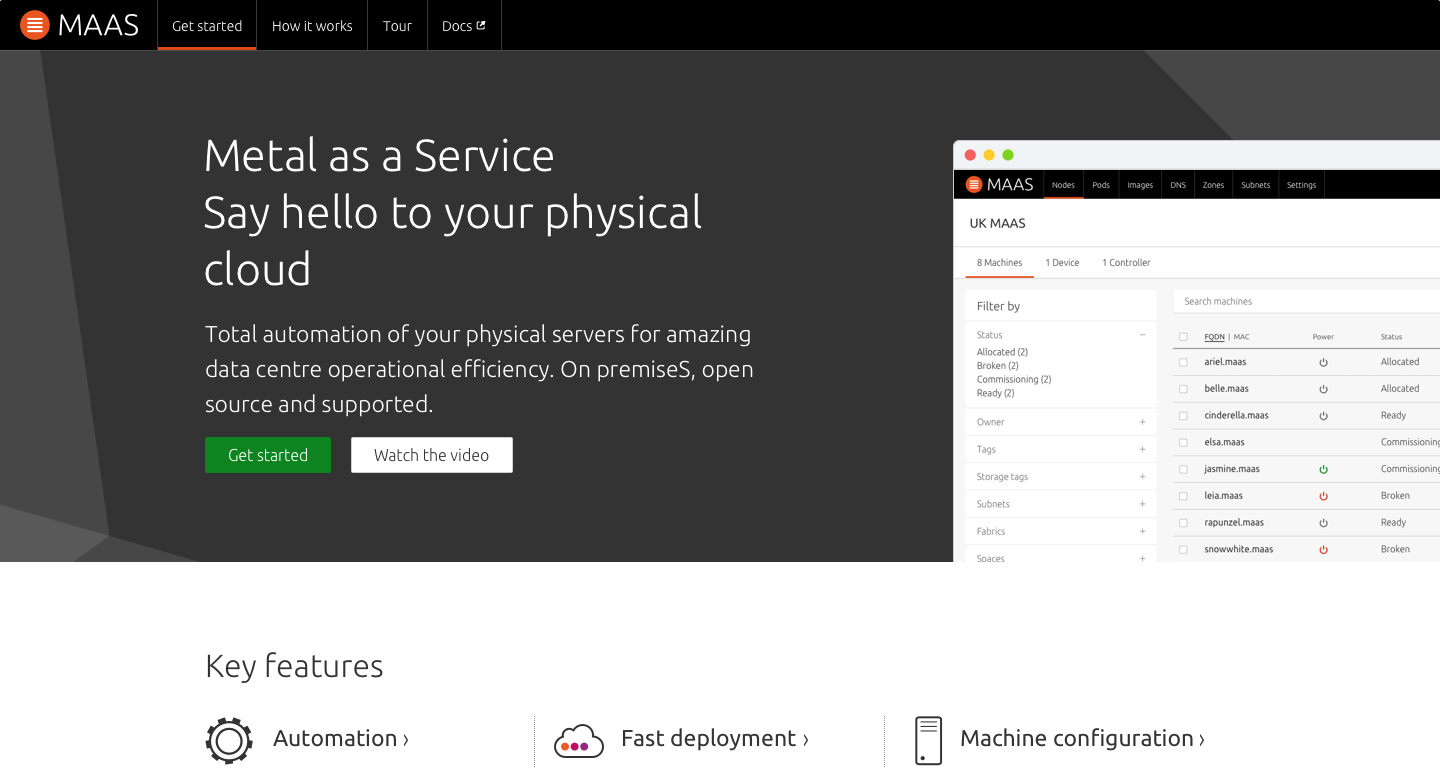 MAAS Get started How it works Tour Docs
Metal as a Service
Say hello to your physical
cloud
Total automation of your physical servers for amazing
data centre operational efficiency. On premiseS, open
source and supported.
Get started Watch the video
MAAS Nodes Pods Images DNS Zones Subnets Settings
UK MAAS
8 Machines 1 Device 1 Controller
Filter by
Status
Allocated (2)
Broken (2)
Commissioning (2)
Ready (2)
Owner
Tags
Storage tags
Subnets
Fabrics
Spaces
Search machines
FQDN | MAC Power Status
ariel.maas Allocated
belle.maas Allocated
cinderella.maas Ready
elsa.maas Commissioning
jasmine.maas Commissioning
leia.maas Broken
rapunzel.maas Ready
snowwhite.maas Broken
Key features
Automation › Fast deployment › Machine configuration ›